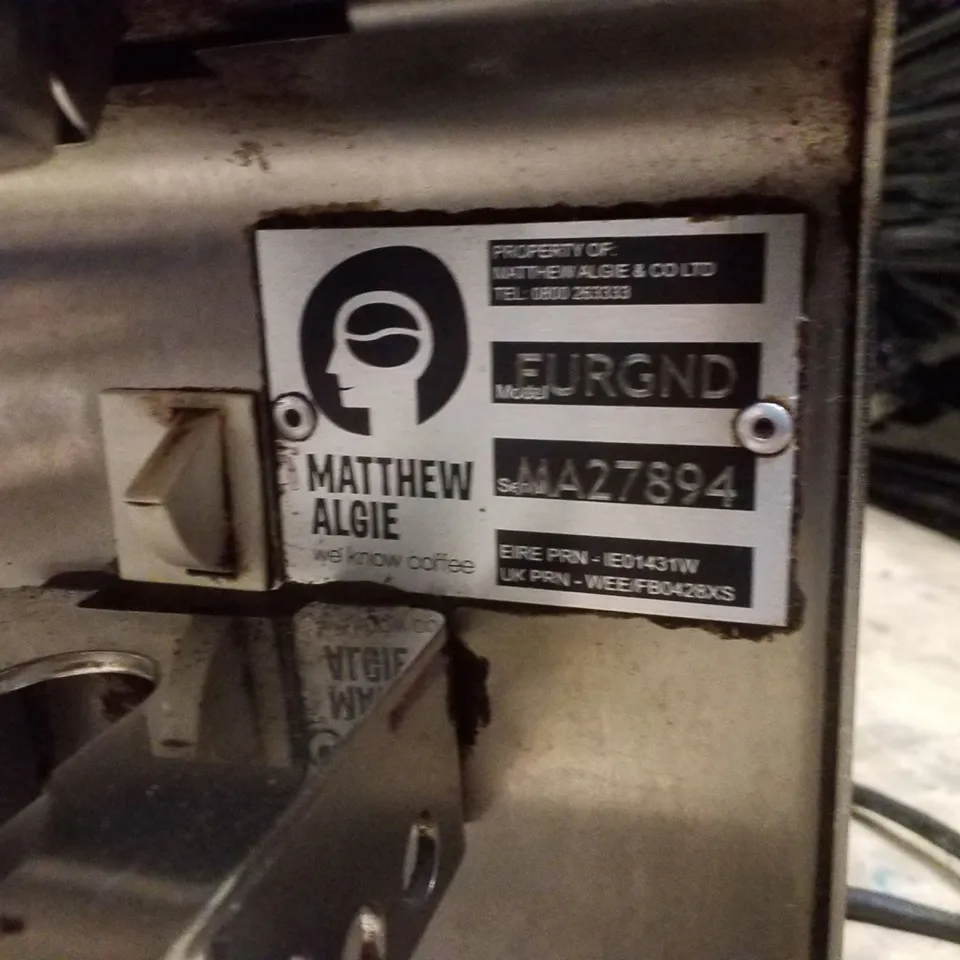 MATTHEW
ALGIE
we know coffee
PROPERTY OF:
MATTHEW ALGIE & CO LTD
TEL: 0800 263333
Model EURGND
Serial MA27894
EIRE PRN - IE01431W
UK PRN - WEE/FB0428XS